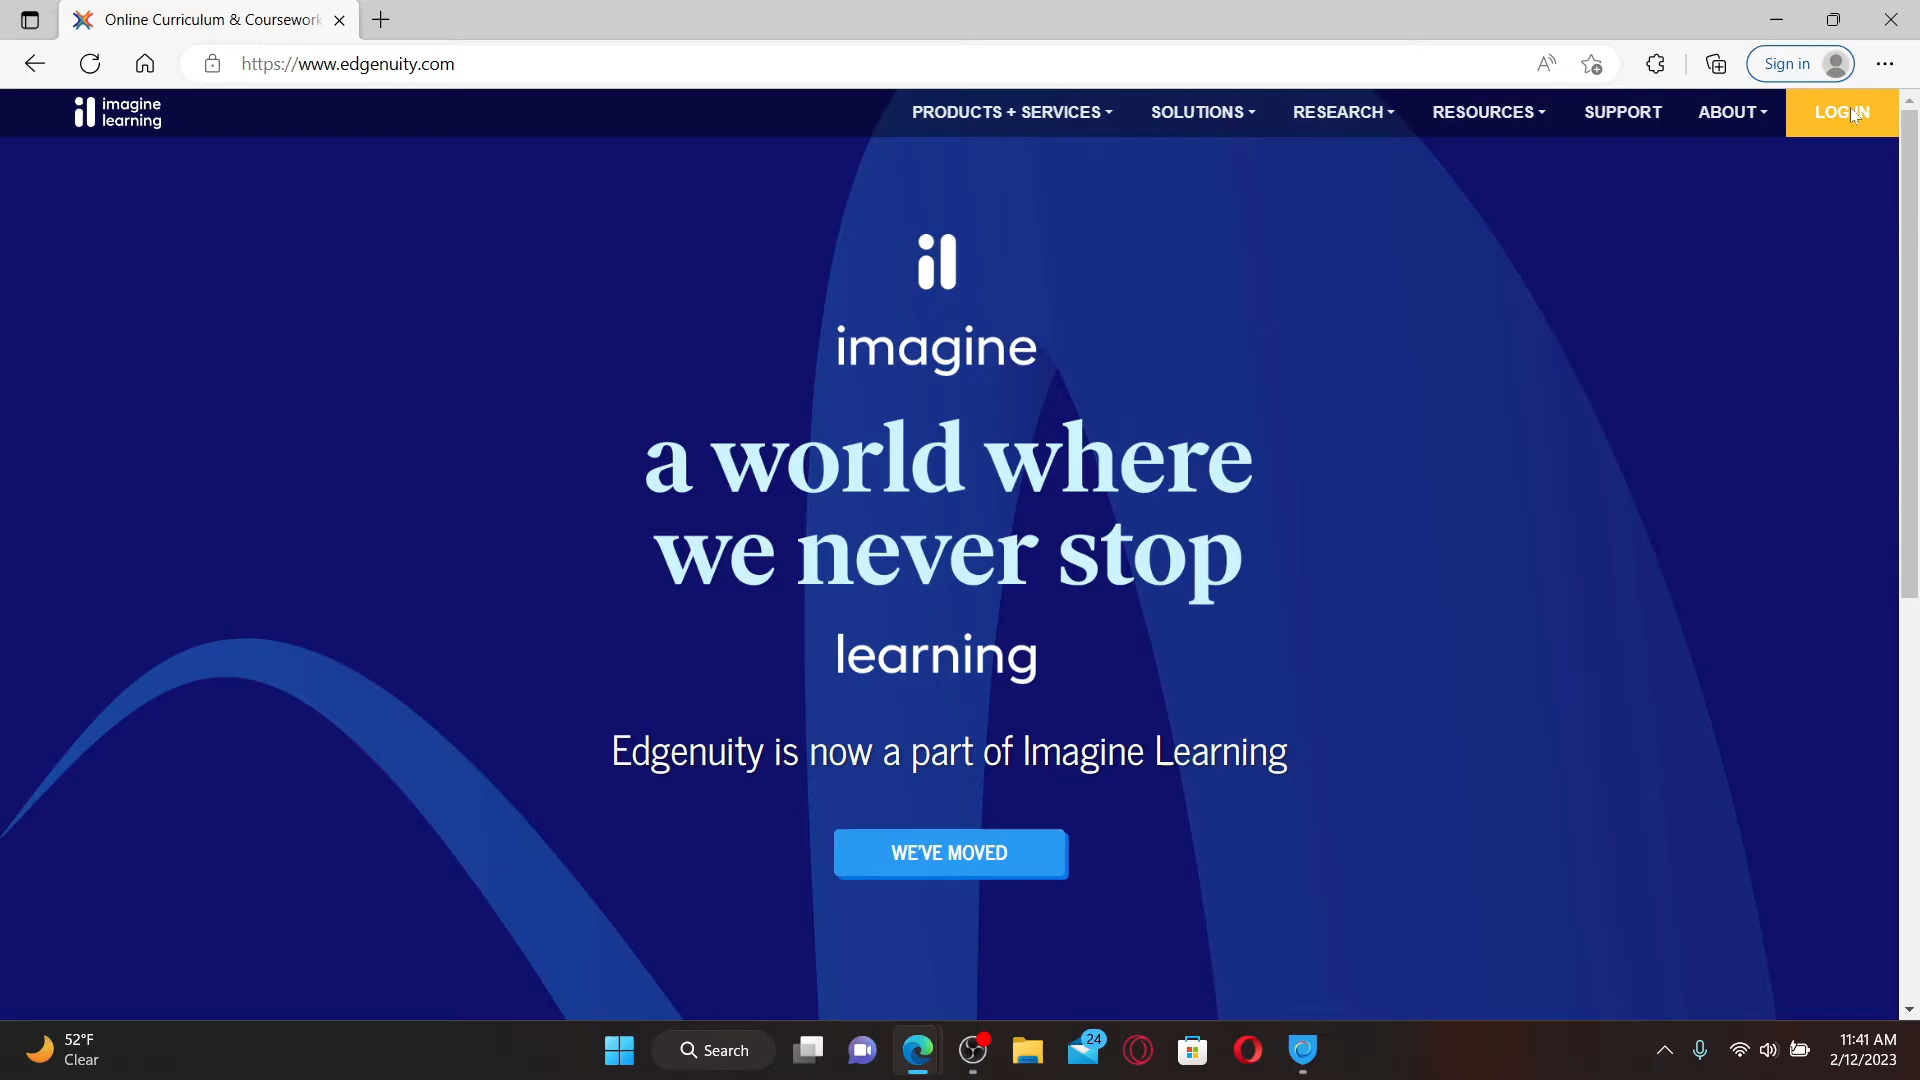 Online Curriculum & Coursework
https://www.edgenuity.com
Sign in
imagine
learning
PRODUCTS + SERVICES
SOLUTIONS
RESEARCH
RESOURCES
SUPPORT
ABOUT
LOGIN
imagine
a world where
we never stop
learning
Edgenuity is now a part of Imagine Learning
WE'VE MOVED
52°F
Clear
Search
24
11:41 AM
2/12/2023